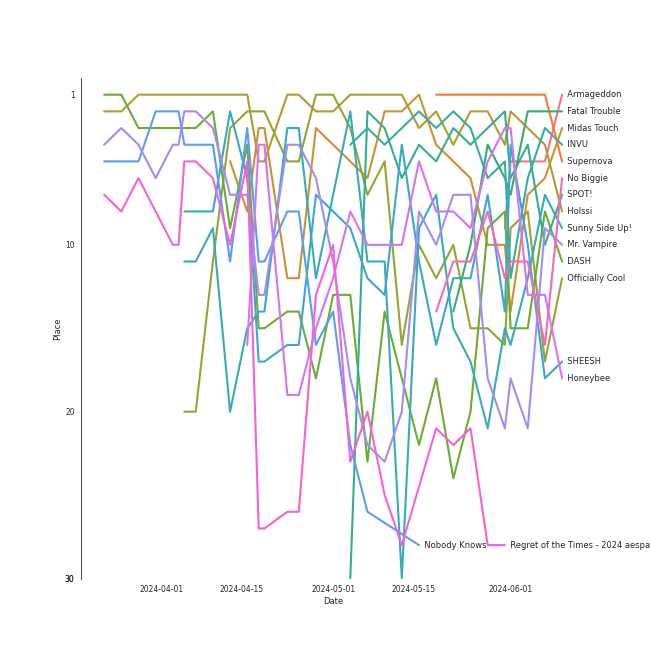 1
Armageddon
Fatal Trouble
Midas Touch
INVU
Supernova
No Biggie
SPOT!
Holssi
Sunny Side Up!
10
Mr. Vampire
DASH
Officially Cool
Place
SHEESH
Honeybee
20
Nobody Knows
Regret of the Times - 2024 aespa
30
2024-04-01
2024-04-15
2024-05-01
2024-05-15
2024-06-01
Date